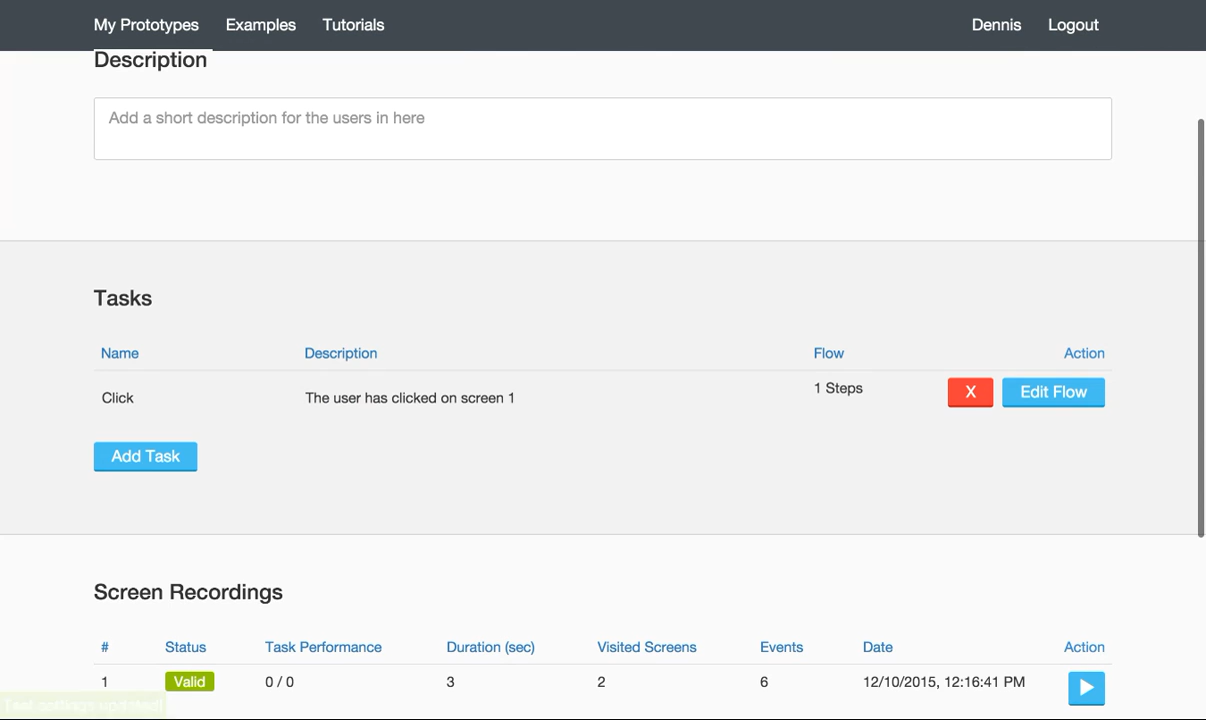 My Prototypes Examples Tutorials Dennis Logout
Description
Add a short description for the users in here
Tasks
Name Description Flow Action
Click The user has clicked on screen 1 1 Steps X Edit Flow
Add Task
Screen Recordings
# Status Task Performance Duration (sec) Visited Screens Events Date Action
1 Valid 0 / 0 3 2 6 12/10/2015, 12:16:41 PM
Test settings updated!